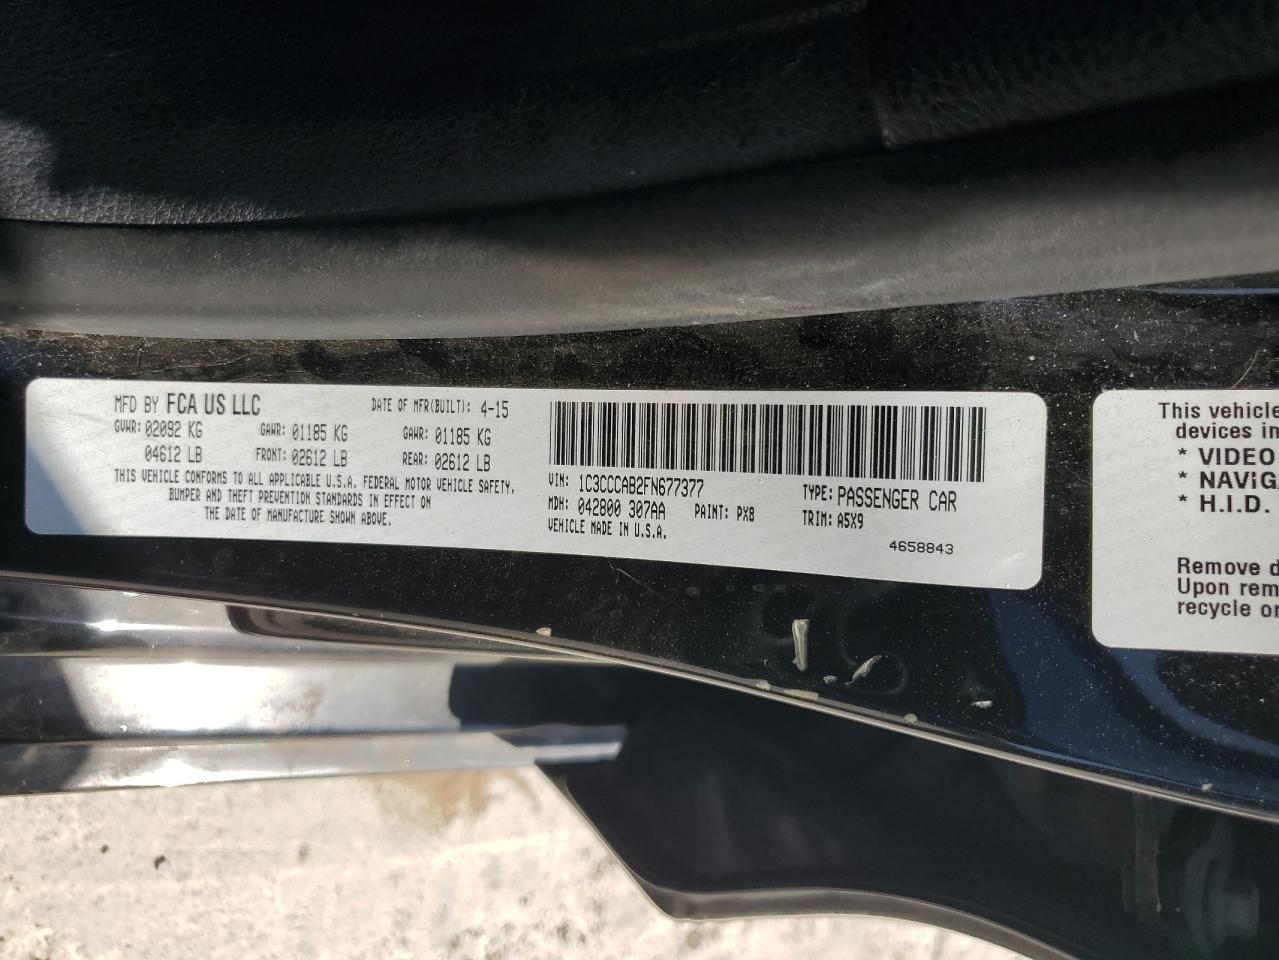 MFD BY FCA US LLC DATE OF MFR(BUILT): 4-15
GVWR: 02092 KG GAWR: 01185 KG GAWR: 01185 KG
04612 LB FRONT: 02612 LB REAR: 02612 LB
THIS VEHICLE CONFORMS TO ALL APPLICABLE U.S.A. FEDERAL MOTOR VEHICLE SAFETY,
BUMPER AND THEFT PREVENTION STANDARDS IN EFFECT ON
THE DATE OF MANUFACTURE SHOWN ABOVE.
VIN: 1C3CCCAB2FN677377 TYPE: PASSENGER CAR
MDH: 042800 307AA PAINT: PX8 TRIM: A5X9
VEHICLE MADE IN U.S.A.
4658843
This vehicle
devices in
* VIDEO
* NAViGA
* H.I.D.
Remove d
Upon rem
recycle or